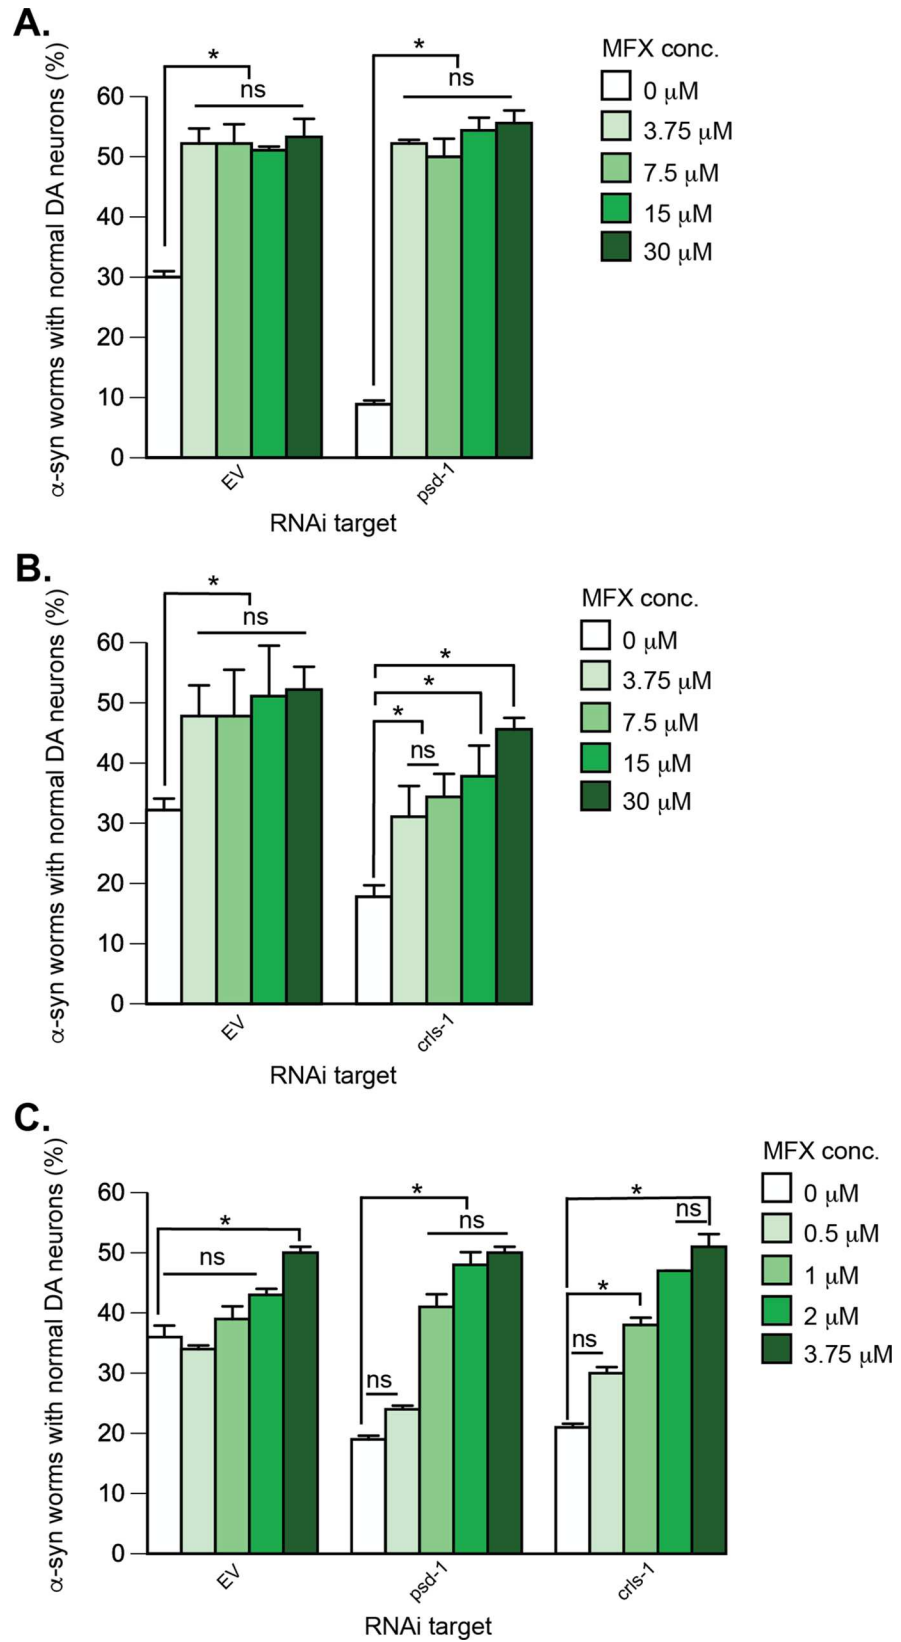 A.
α-syn worms with normal DA neurons (%)
60
50
40
30
20
10
0
*
ns
*
ns
EV
psd-1
RNAi target
MFX conc.
0 μM
3.75 μM
7.5 μM
15 μM
30 μM
B.
α-syn worms with normal DA neurons (%)
60
50
40
30
20
10
0
*
ns
*
*
*
ns
EV
crls-1
RNAi target
MFX conc.
0 μM
3.75 μM
7.5 μM
15 μM
30 μM
C.
α-syn worms with normal DA neurons (%)
60
50
40
30
20
10
0
*
ns
*
ns
ns
*
ns
*
ns
EV
psd-1
crls-1
RNAi target
MFX conc.
0 μM
0.5 μM
1 μM
2 μM
3.75 μM